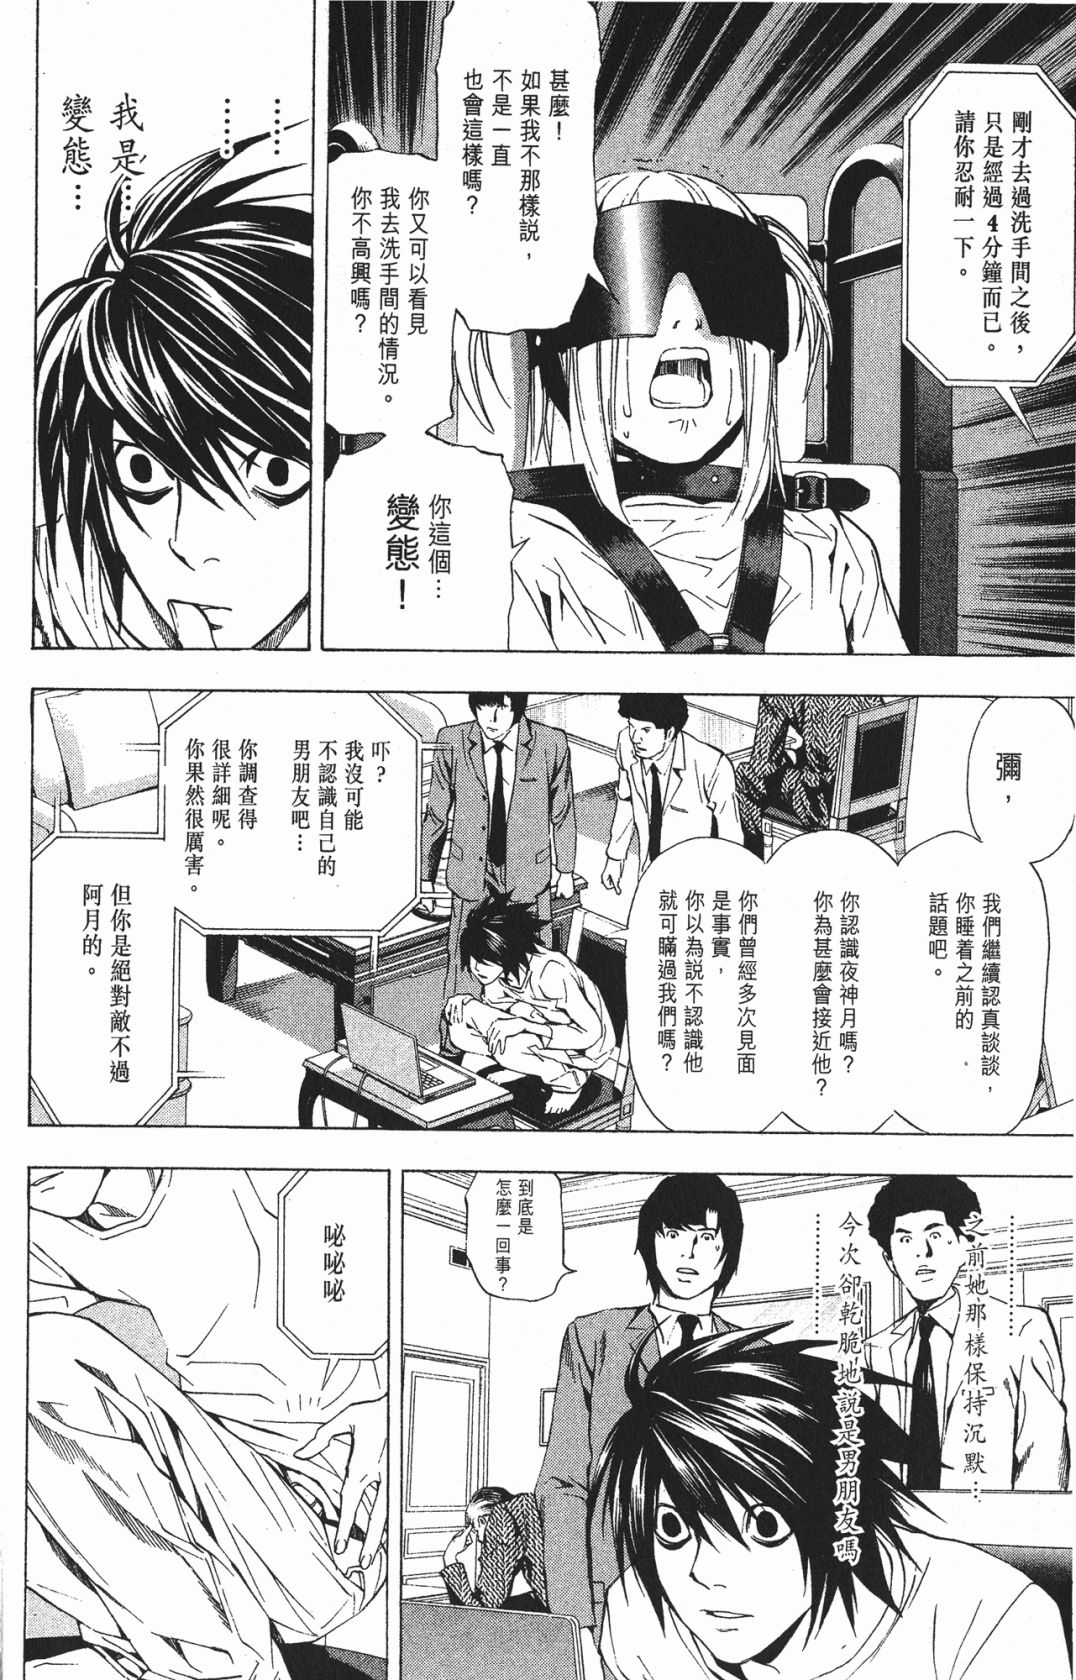 剛才去過洗手間之後，
只是經過4分鐘而已。
請你忍耐一下。
甚麼！
如果我不那樣說，
不是一直
也會這樣嗎？
你又可以看見
我去洗手間的情況。
你不高興嗎？
你這個…
變態！
……
……
我是…
變態…
彌，
我們繼續認真談談，
你睡着之前的
話題吧。
你認識夜神月嗎？
你為甚麼會接近他？
你們曾經多次見面
是事實，
你以為說不認識他
就可瞞過我們嗎？
吓？
我沒可能
不認識自己的
男朋友吧…
你調查得
很詳細呢。
你果然很厲害。
但你是絕對敵不過
阿月的。
………
之前她那樣保持沉默…
………
今次卻乾脆地說是男朋友嗎
………
到底是
怎麼一回事？
咇咇咇